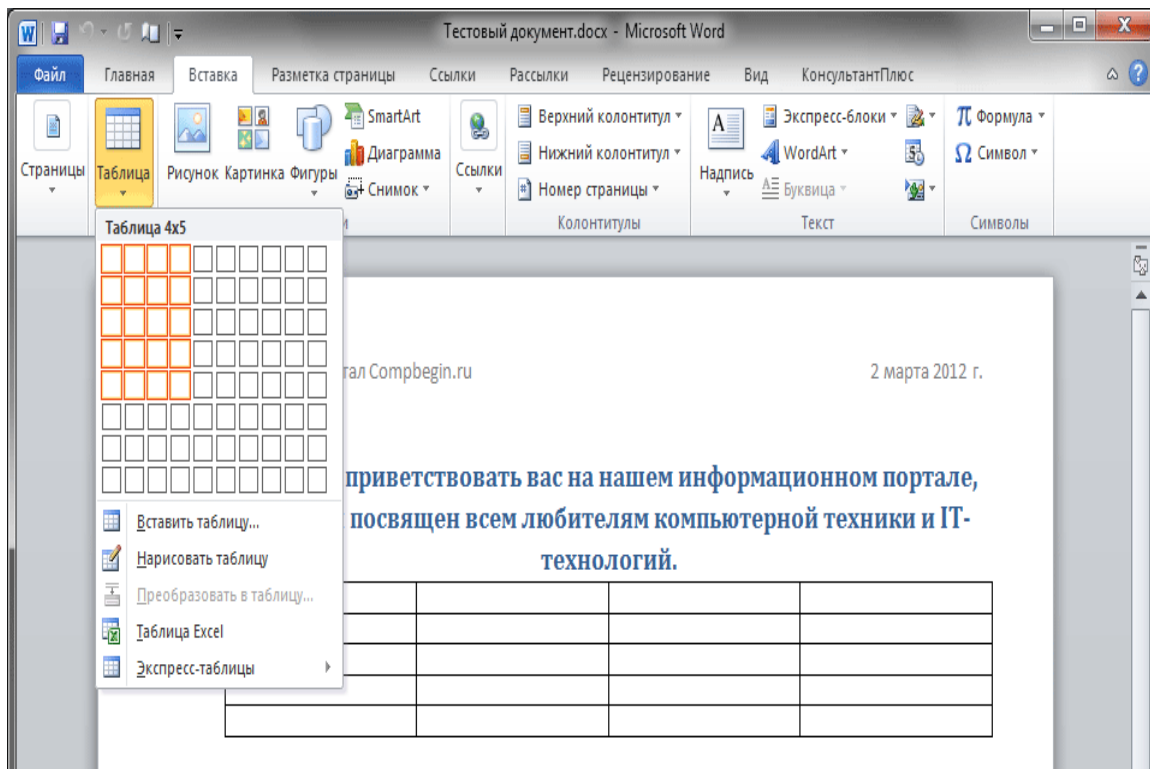 Тестовый документ.docx - Microsoft Word
Файл Главная Вставка Разметка страницы Ссылки Рассылки Рецензирование Вид КонсультантПлюс
Страницы
Таблица
Рисунок Картинка Фигуры
SmartArt
Диаграмма
Снимок
Ссылки
Верхний колонтитул
Нижний колонтитул
Номер страницы
Колонтитулы
Надпись
Экспресс-блоки
WordArt
Буквица
Текст
π Формула
Ω Символ
Символы
Таблица 4x5
Вставить таблицу...
Нарисовать таблицу
Преобразовать в таблицу...
Таблица Excel
Экспресс-таблицы
Compbegin.ru 2 марта 2012 г.
приветствовать вас на нашем информационном портале,
посвящен всем любителям компьютерной техники и IT-
технологий.